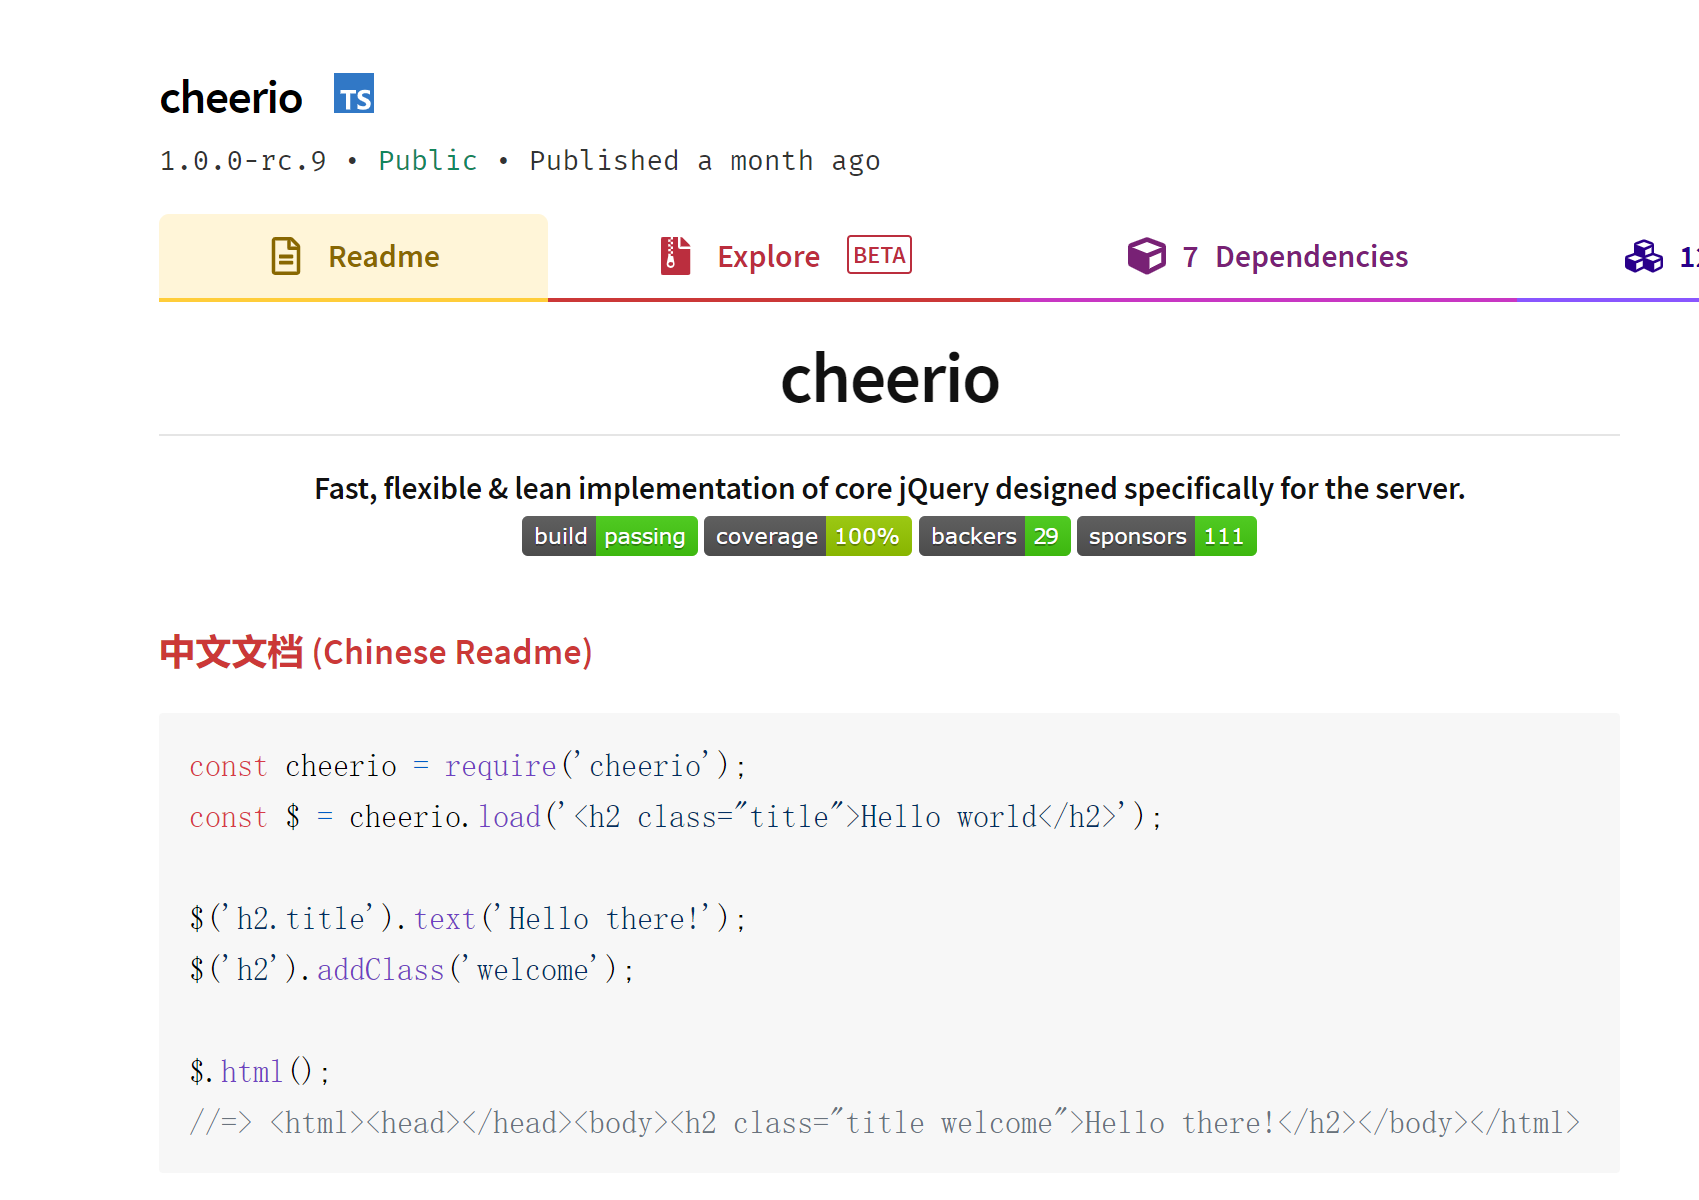 cheerio TS
1.0.0-rc.9 • Public • Published a month ago
Readme Explore BETA 7 Dependencies
cheerio
Fast, flexible & lean implementation of core jQuery designed specifically for the server.
build passing coverage 100% backers 29 sponsors 111
中文文档 (Chinese Readme)
const cheerio = require('cheerio');
const $ = cheerio.load('<h2 class="title">Hello world</h2>');
$('h2.title').text('Hello there!');
$('h2').addClass('welcome');
$.html();
//=> <html><head></head><body><h2 class="title welcome">Hello there!</h2></body></html>